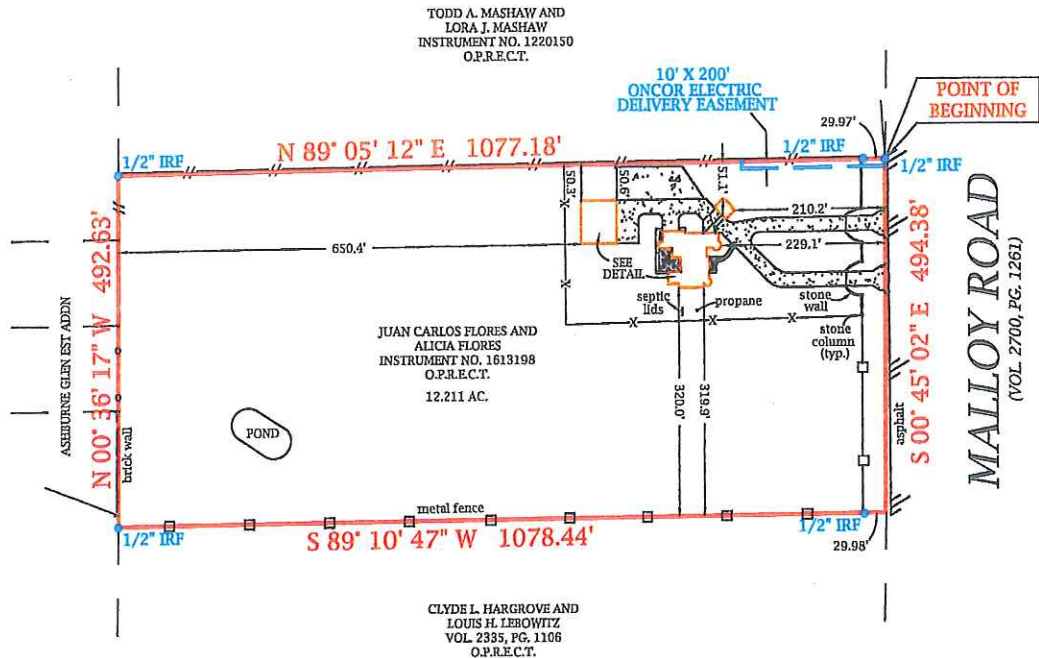 TODD A. MASHAW AND
LORA J. MASHAW
INSTRUMENT NO. 1220150
O.P.R.E.C.T.
10' X 200'
ONCOR ELECTRIC
DELIVERY EASEMENT
29.97'
POINT OF
BEGINNING
1/2" IRF
N 89° 05' 12" E 1077.18'
1/2" IRF
1/2" IRF
50.3'
50.6'
51.1'
210.2'
650.4'
229.1'
SEE
DETAIL
septic
lids
propane
stone
wall
stone
column
(typ.)
N 00° 36' 17" W 492.63'
ASHBURNE GLEN EST ADDN
brick wall
JUAN CARLOS FLORES AND
ALICIA FLORES
INSTRUMENT NO. 1613198
O.P.R.E.C.T.
12.211 AC.
320.0'
319.9'
POND
asphalt
S 00° 45' 02" E 494.38'
MALLOY ROAD
(VOL. 2700, PG. 1261)
metal fence
1/2" IRF
S 89° 10' 47" W 1078.44'
1/2" IRF
29.98'
CLYDE L. HARGROVE AND
LOUIS H. LEBOWITZ
VOL. 2335, PG. 1106
O.P.R.E.C.T.